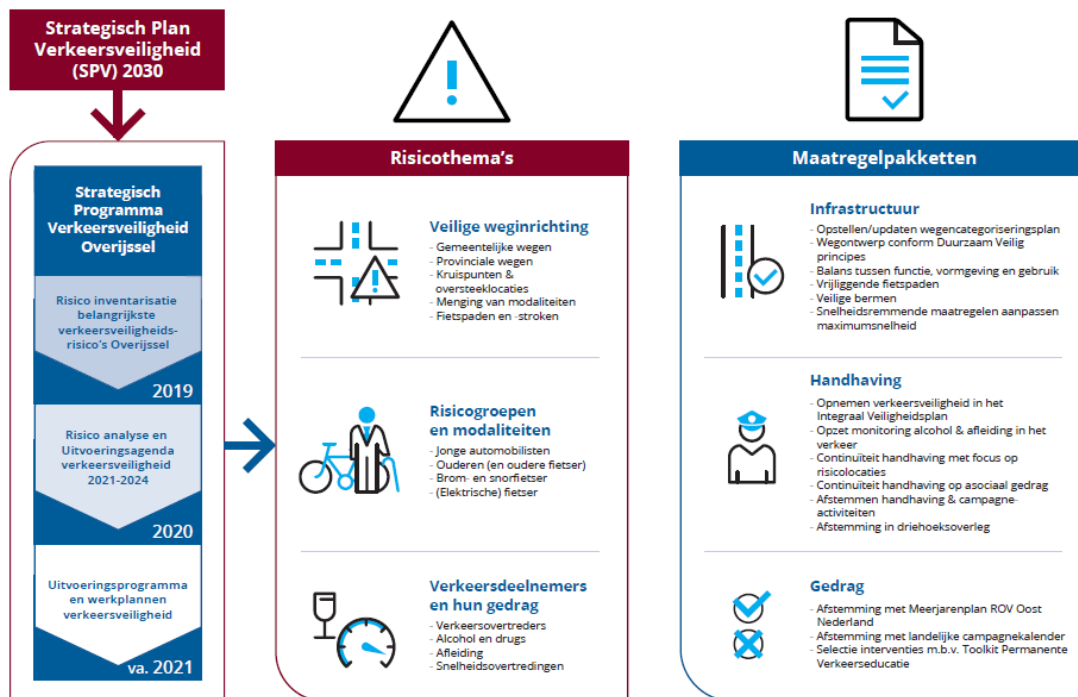 Strategisch Plan
Verkeersveiligheid
(SPV) 2030
Strategisch
Programma
Verkeersveiligheid
Overijssel
Risico inventarisatie
belangrijkste
verkeersveiligheids-
risico's Overijssel
2019
Risico analyse en
Uitvoeringsagenda
verkeersveiligheid
2021-2024
2020
Uitvoeringsprogramma
en werkplannen
verkeersveiligheid
va. 2021
Risicothema's
Veilige weginrichting
- Gemeentelijke wegen
- Provinciale wegen
- Kruispunten &
oversteeklocaties
- Menging van modaliteiten
- Fietspaden en -stroken
Risicogroepen
en modaliteiten
- Jonge automobilisten
- Ouderen (en oudere fietser)
- Brom- en snorfietser
- (Elektrische) fietser
Verkeersdeelnemers
en hun gedrag
- Verkeersovertreders
- Alcohol en drugs
- Afleiding
- Snelheidsovertredingen
Maatregelpakketten
Infrastructuur
- Opstellen/updaten wegencategoriseringsplan
- Wegontwerp conform Duurzaam Veilig
principes
- Balans tussen functie, vormgeving en gebruik
- Vrijliggende fietspaden
- Veilige bermen
- Snelheidsremmende maatregelen aanpassen
maximumsnelheid
Handhaving
- Opnemen verkeersveiligheid in het
Integraal Veiligheidsplan
- Opzet monitoring alcohol & afleiding in het
verkeer
- Continuïteit handhaving met focus op
risicolocaties
- Continuïteit handhaving op asociaal gedrag
- Afstemmen handhaving & campagne-
activiteiten
- Afstemming in driehoeksoverleg
Gedrag
- Afstemming met Meerjarenplan ROV Oost
Nederland
- Afstemming met landelijke campagnekalender
- Selectie interventies m.b.v. Toolkit Permanente
Verkeerseducatie